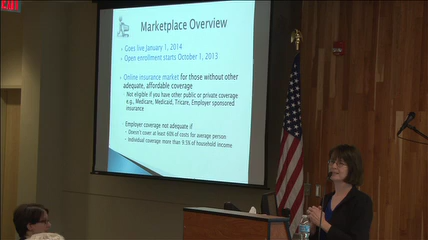 EXIT
Marketplace Overview
Goes live January 1, 2014
Open enrollment starts October 1, 2013
Online insurance market for those without other
adequate, affordable coverage
Not eligible if you have other public or private coverage
e.g., Medicare, Medicaid, Tricare, Employer sponsored
insurance
Employer coverage not adequate if
Doesn't cover at least 60% of costs for average person
Individual coverage more than 9.5% of household income